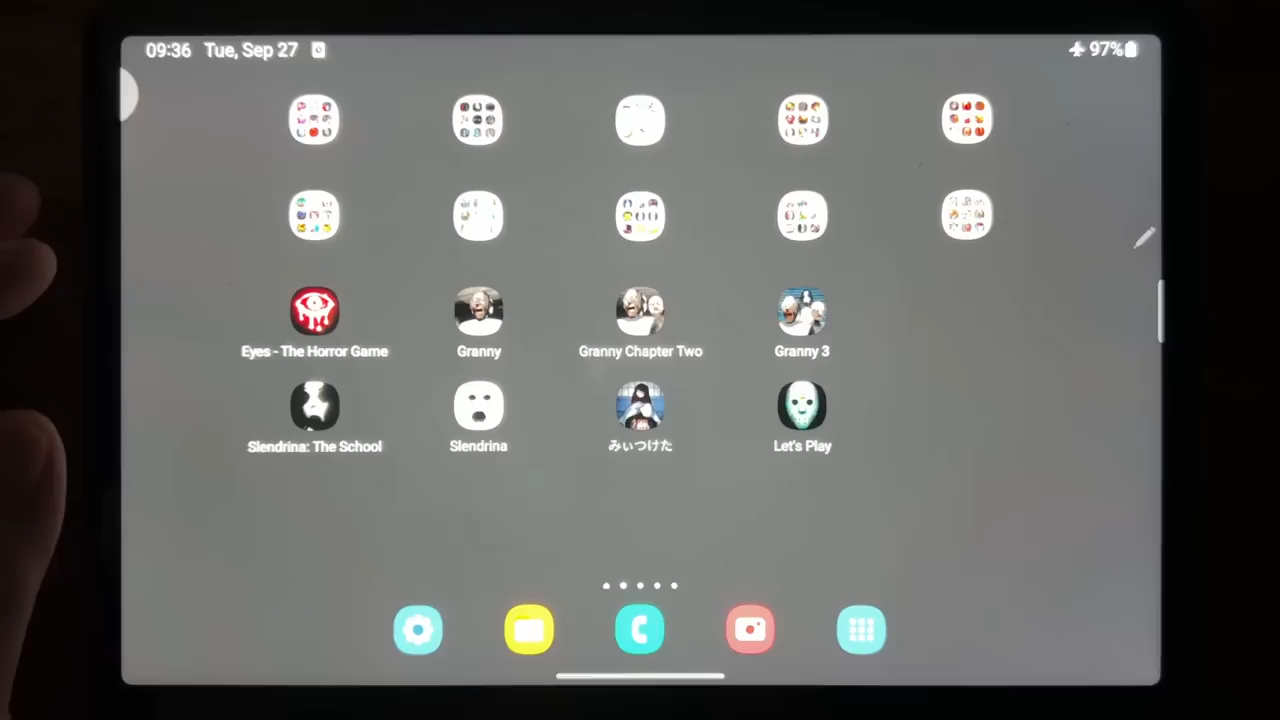 09:36 Tue, Sep 27 97%
Eyes - The Horror Game Granny Granny Chapter Two Granny 3
Slendrina: The School Slendrina みぃつけた Let's Play